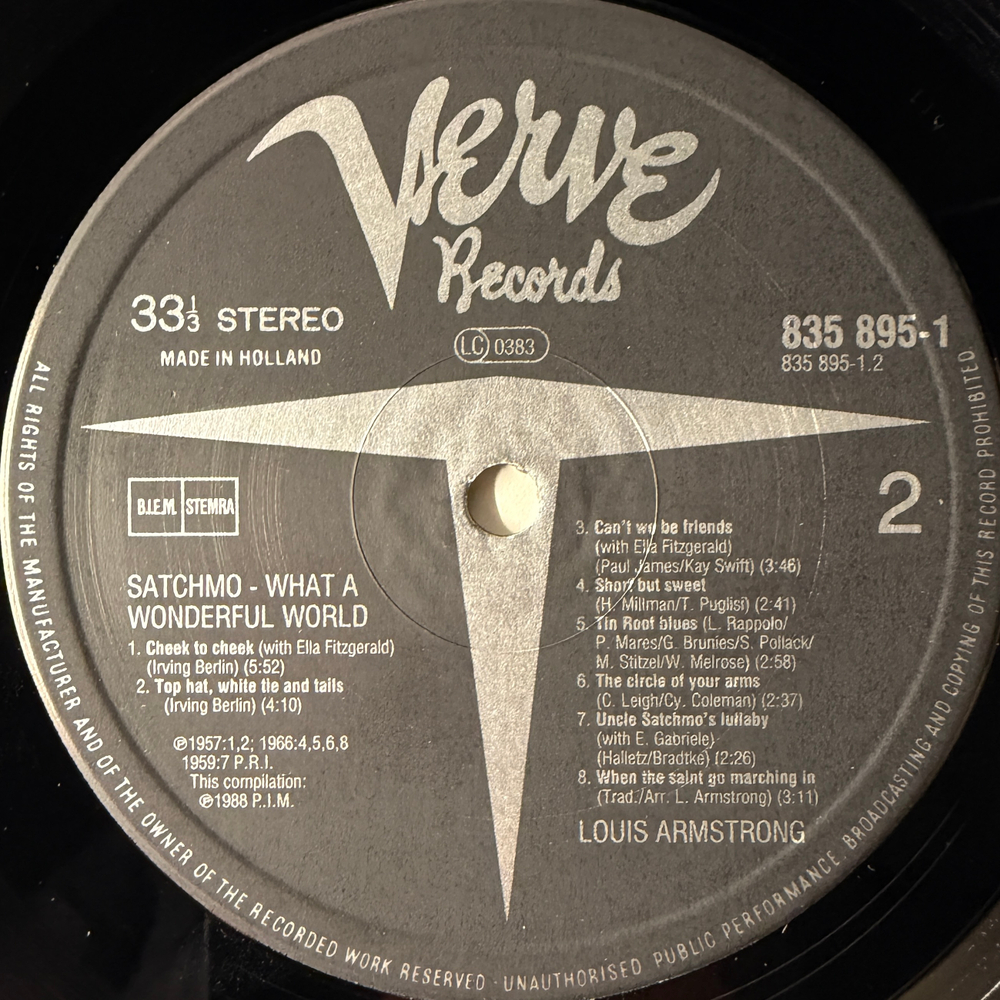 Verve
Records
33⅓ STEREO
MADE IN HOLLAND
LC 0383
835 895-1
835 895-1.2
B.I.E.M. STEMRA
2
SATCHMO - WHAT A
WONDERFUL WORLD
1. Cheek to cheek (with Ella Fitzgerald)
(Irving Berlin) (5:52)
2. Top hat, white tie and tails
(Irving Berlin) (4:10)
℗1957:1,2; 1966:4,5,6,8
1959:7 P.R.I.
This compilation:
℗1988 P.I.M.
3. Can't we be friends
(with Ella Fitzgerald)
(Paul James/Kay Swift) (3:46)
4. Short but sweet
(H. Millman/T. Puglisi) (2:41)
5. Tin Roof blues (L. Rappolo/
P. Mares/G. Brunies/S. Pollack/
M. Stitzel/W. Melrose) (2:58)
6. The circle of your arms
(C. Leigh/Cy. Coleman) (2:37)
7. Uncle Satchmo's lullaby
(with E. Gabriele)
(Halletz/Bradtke) (2:26)
8. When the saint go marching in
(Trad./Arr. L. Armstrong) (3:11)
LOUIS ARMSTRONG
ALL RIGHTS OF THE MANUFACTURER AND OF THE OWNER OF THE RECORDED WORK RESERVED · UNAUTHORISED PUBLIC PERFORMANCE, BROADCASTING AND COPYING OF THIS RECORD PROHIBITED